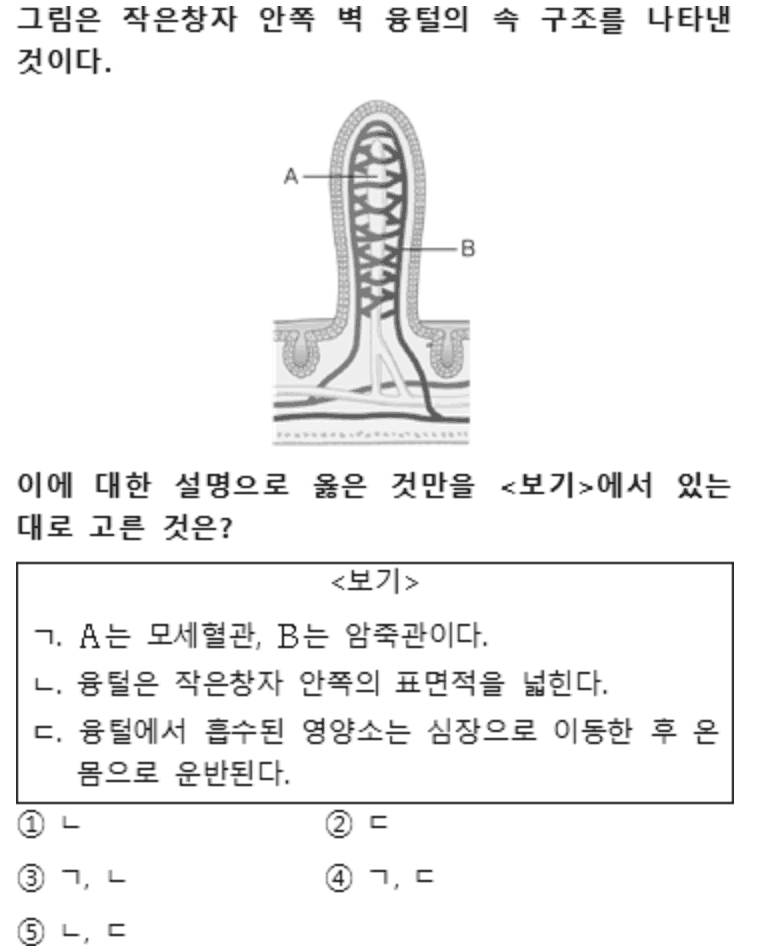 그림은 작은창자 안쪽 벽 융털의 속 구조를 나타낸
것이다.
A
B
이에 대한 설명으로 옳은 것만을 <보기>에서 있는
대로 고른 것은?
<보기>
ㄱ. A는 모세혈관, B는 암죽관이다.
ㄴ. 융털은 작은창자 안쪽의 표면적을 넓힌다.
ㄷ. 융털에서 흡수된 영양소는 심장으로 이동한 후 온
몸으로 운반된다.
① ㄴ ② ㄷ
③ ㄱ, ㄴ ④ ㄱ, ㄷ
⑤ ㄴ, ㄷ